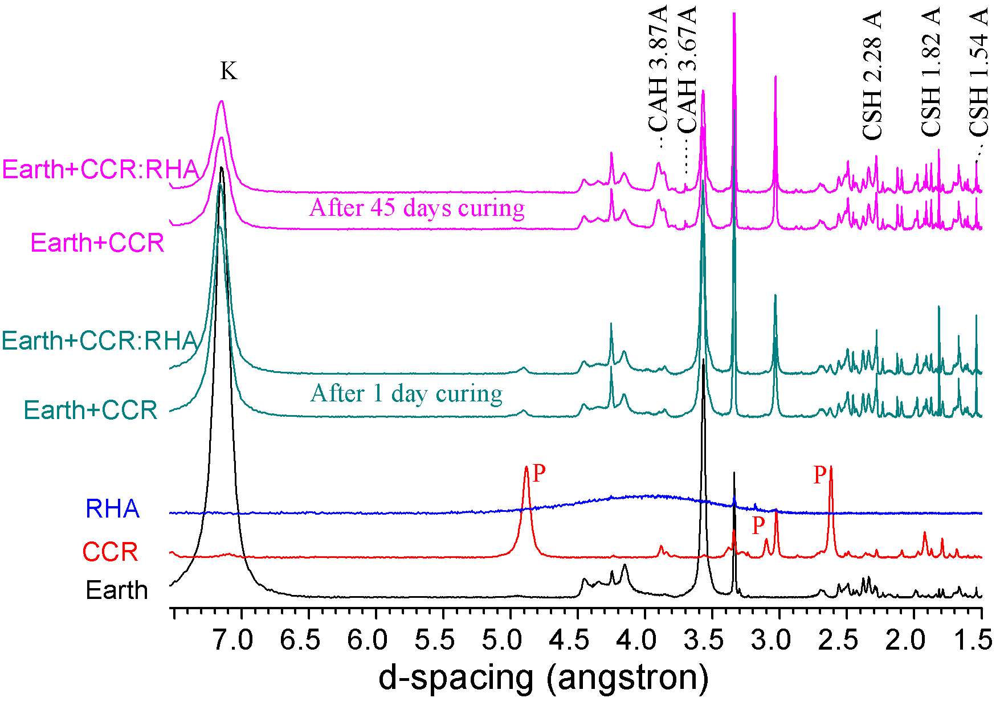 CAH 3.87A
CAH 3.67A
CSH 2.28 A
CSH 1.82 A
CSH 1.54 A
K
Earth+CCR:RHA
After 45 days curing
Earth+CCR
Earth+CCR:RHA
After 1 day curing
Earth+CCR
P
P
RHA
P
CCR
Earth
7.0 6.5 6.0 5.5 5.0 4.5 4.0 3.5 3.0 2.5 2.0 1.5
d-spacing (angstron)